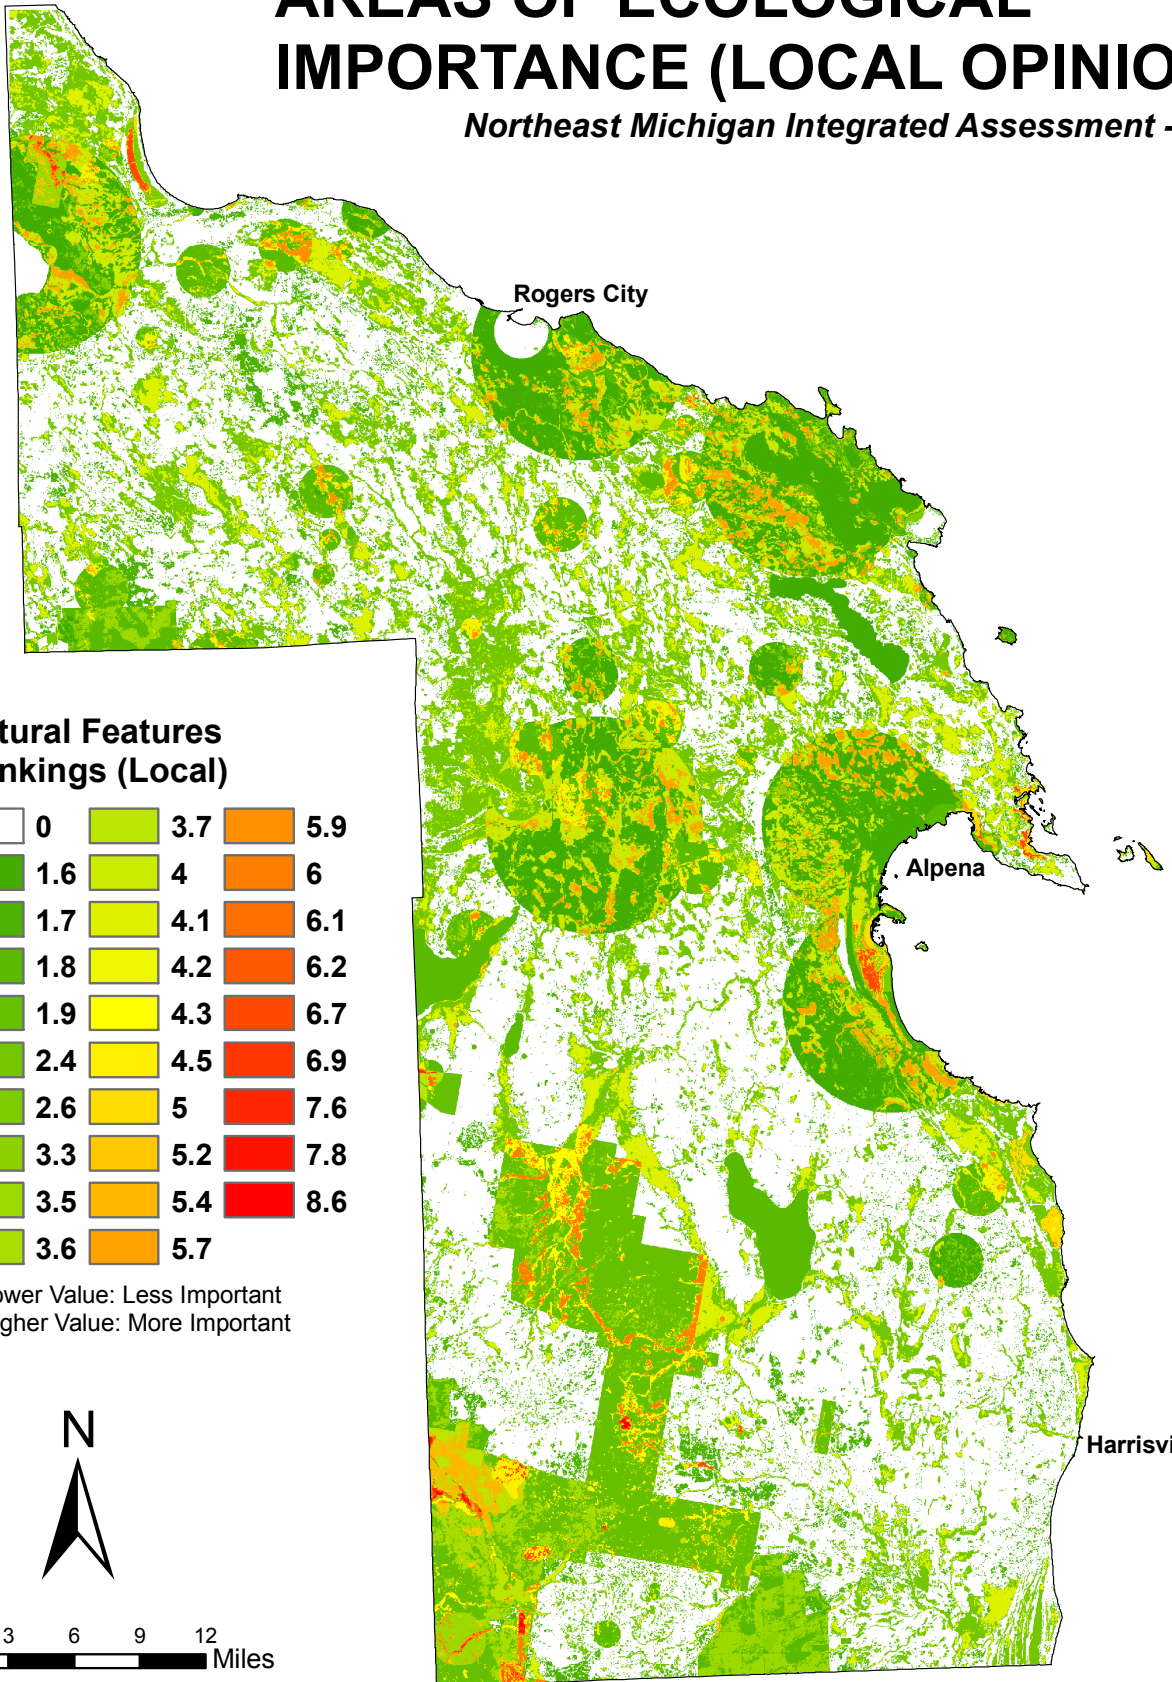 AREAS OF ECOLOGICAL
IMPORTANCE (LOCAL OPINIO
Northeast Michigan Integrated Assessment -
Rogers City
Alpena
Harrisvi
tural Features
nkings (Local)
0 3.7 5.9
1.6 4 6
1.7 4.1 6.1
1.8 4.2 6.2
1.9 4.3 6.7
2.4 4.5 6.9
2.6 5 7.6
3.3 5.2 7.8
3.5 5.4 8.6
3.6 5.7
ower Value: Less Important
gher Value: More Important
N
3 6 9 12
Miles